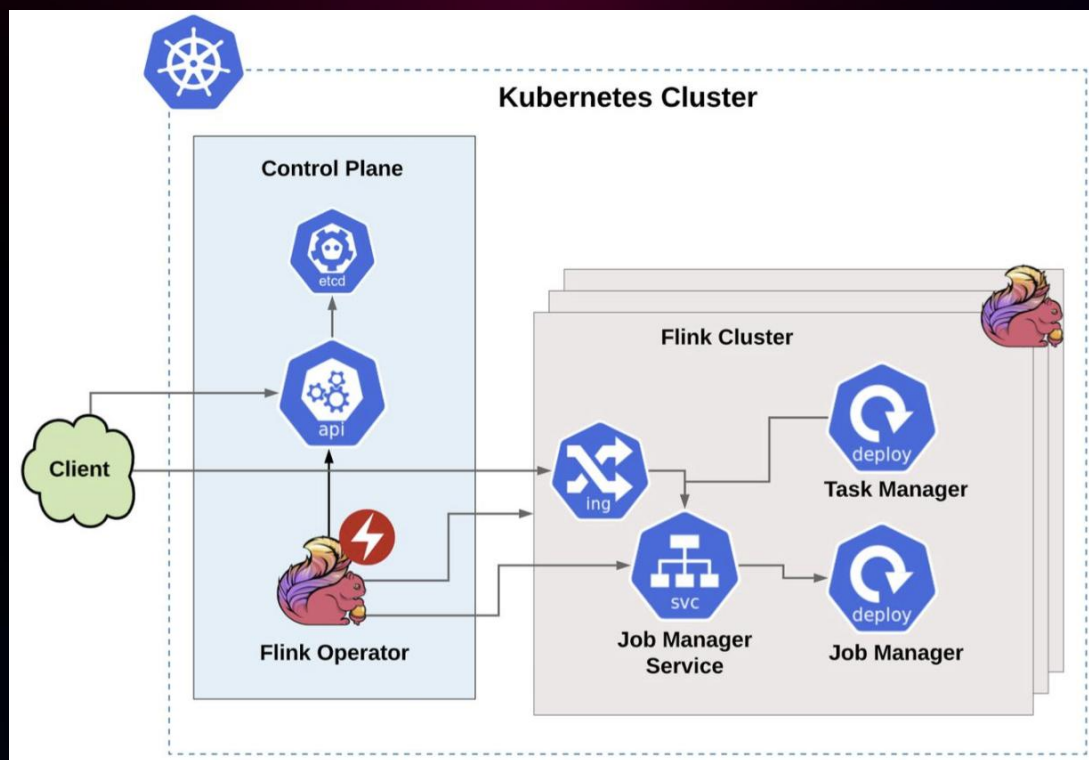 Kubernetes Cluster
Control Plane
etcd
api
Client
Flink Operator
Flink Cluster
ing
deploy
Task Manager
svc
Job Manager
Service
deploy
Job Manager